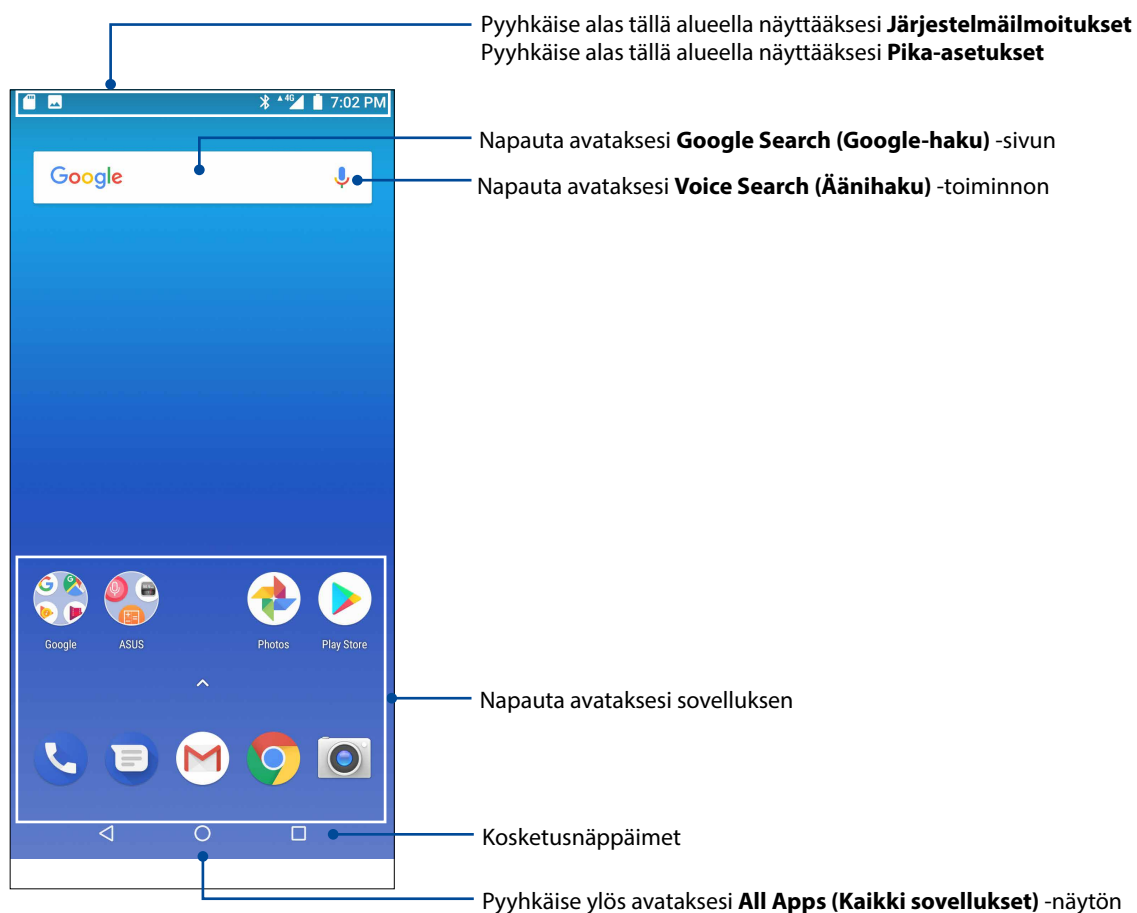 Pyyhkäise alas tällä alueella näyttääksesi Järjestelmäilmoitukset
Pyyhkäise alas tällä alueella näyttääksesi Pika-asetukset
4G 7:02 PM
Napauta avataksesi Google Search (Google-haku) -sivun
Google
Napauta avataksesi Voice Search (Äänihaku) -toiminnon
Google ASUS Photos Play Store
Napauta avataksesi sovelluksen
Kosketusnäppäimet
Pyyhkäise ylös avataksesi All Apps (Kaikki sovellukset) -näytön